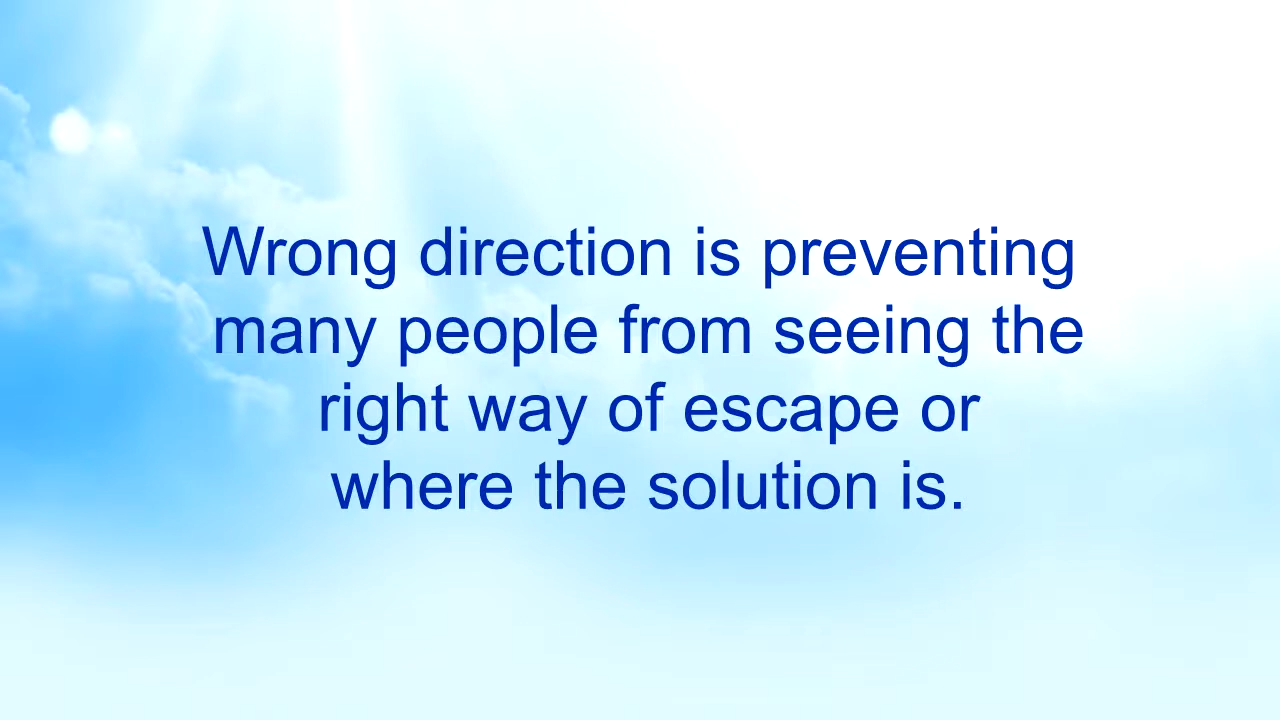 Wrong direction is preventing
many people from seeing the
right way of escape or
where the solution is.